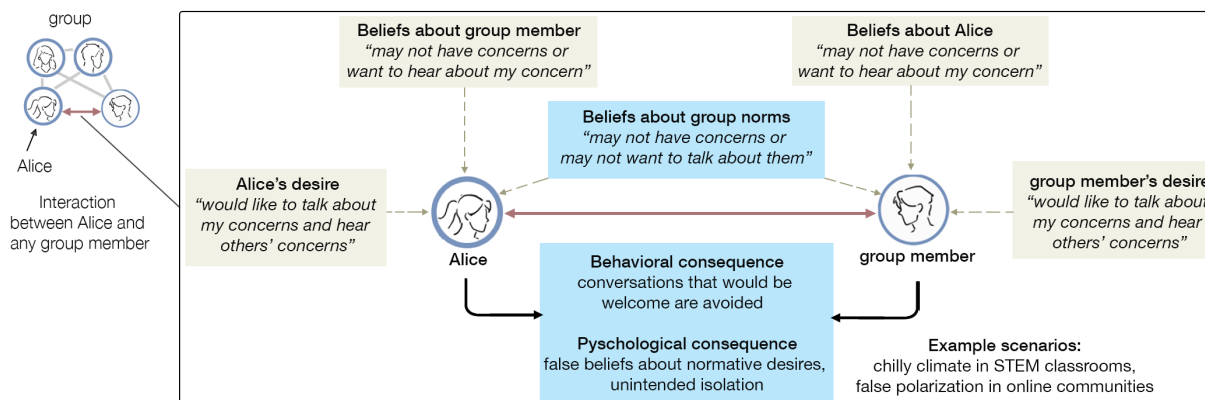 group
Alice
Interaction
between Alice and
any group member
Beliefs about group member
“may not have concerns or
want to hear about my concern”
Beliefs about Alice
“may not have concerns or
want to hear about my concern”
Beliefs about group norms
“may not have concerns or
may not want to talk about them”
Alice’s desire
“would like to talk about
my concerns and hear
others’ concerns”
group member’s desire
“would like to talk about
my concerns and hear
others’ concerns”
Alice
group member
Behavioral consequence
conversations that would be
welcome are avoided
Pyschological consequence
false beliefs about normative desires,
unintended isolation
Example scenarios:
chilly climate in STEM classrooms,
false polarization in online communities